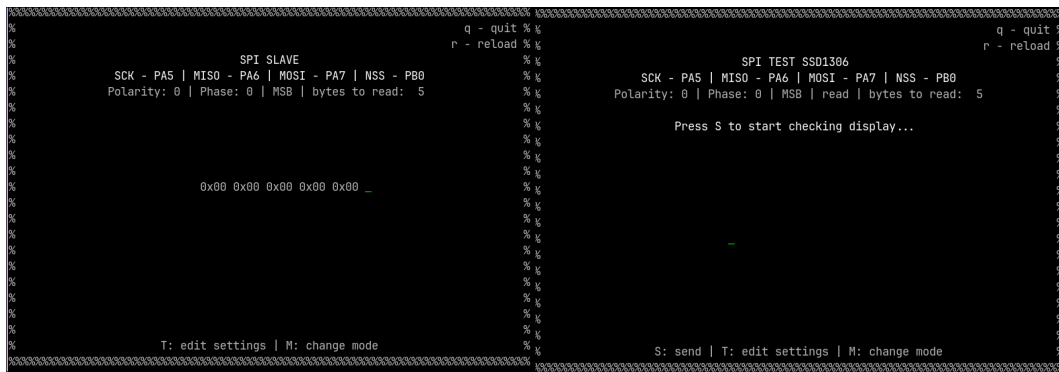 q - quit
r - reload
SPI SLAVE
SCK - PA5 | MISO - PA6 | MOSI - PA7 | NSS - PB0
Polarity: 0 | Phase: 0 | MSB | bytes to read: 5
0x00 0x00 0x00 0x00 0x00 _
T: edit settings | M: change mode
q - quit
r - reload
SPI TEST SSD1306
SCK - PA5 | MISO - PA6 | MOSI - PA7 | NSS - PB0
Polarity: 0 | Phase: 0 | MSB | read | bytes to read: 5
Press S to start checking display...
_
S: send | T: edit settings | M: change mode